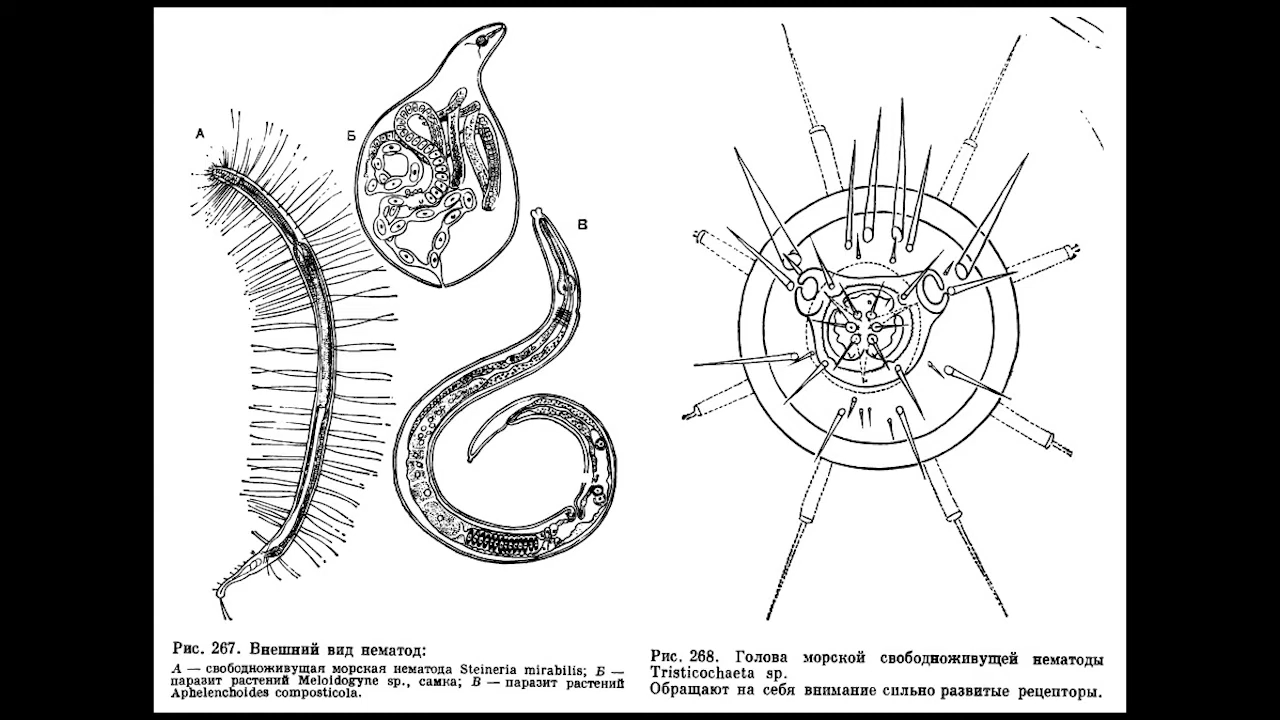 А
Б
В
Рис. 267. Внешний вид нематод:
А — свободноживущая морская нематода Steineria mirabilis; Б —
паразит растений Meloidogyne sp., самка; В — паразит растений
Aphelenchoides composticola.
Рис. 268. Голова морской свободноживущей нематоды
Tristicochaeta sp.
Обращают на себя внимание сильно развитые рецепторы.